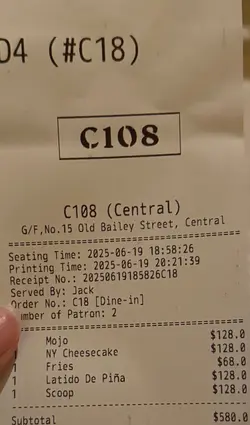 04 (#C18)
C108
C108 (Central)
G/F,No.15 Old Bailey Street, Central
Seating Time: 2025-06-19 18:58:26
Printing Time: 2025-06-19 20:21:39
Receipt No.: 20250619185826C18
Served By: Jack
Order No.: C18 [Dine-in]
Number of Patron: 2
1 Mojo $128.0
1 NY Cheesecake $128.0
1 Fries $68.0
1 Latido De Piña $128.0
1 Scoop $128.0
Subtotal $580.0